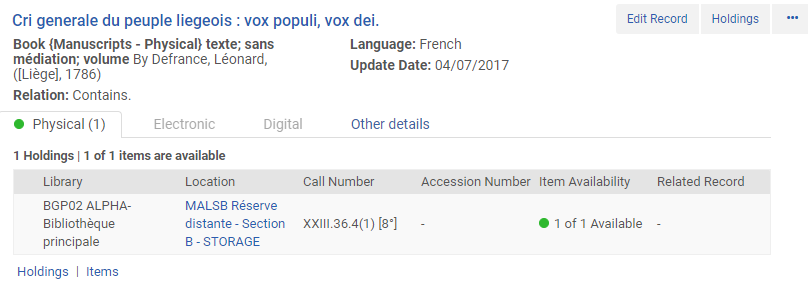 Cri generale du peuple liegeois : vox populi, vox dei.
Edit Record
Holdings
•••
Book {Manuscripts - Physical} texte; sans
médiation; volume By Defrance, Léonard,
([Liège], 1786)
Relation: Contains.
Language: French
Update Date: 04/07/2017
Physical (1)
Electronic
Digital
Other details
1 Holdings | 1 of 1 items are available
Library
Location
Call Number
Accession Number
Item Availability
Related Record
BGP02 ALPHA-
Bibliothèque
principale
MALSB Réserve
distante - Section
B - STORAGE
XXIII.36.4(1) [8°]
-
1 of 1 Available
-
Holdings | Items